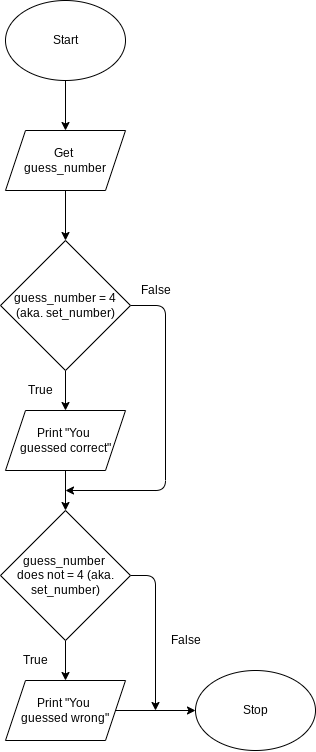 Start
Get
guess_number
guess_number = 4
(aka. set_number)
False
True
Print "You
guessed correct"
guess_number
does not = 4 (aka.
set_number)
False
True
Print "You
guessed wrong"
Stop